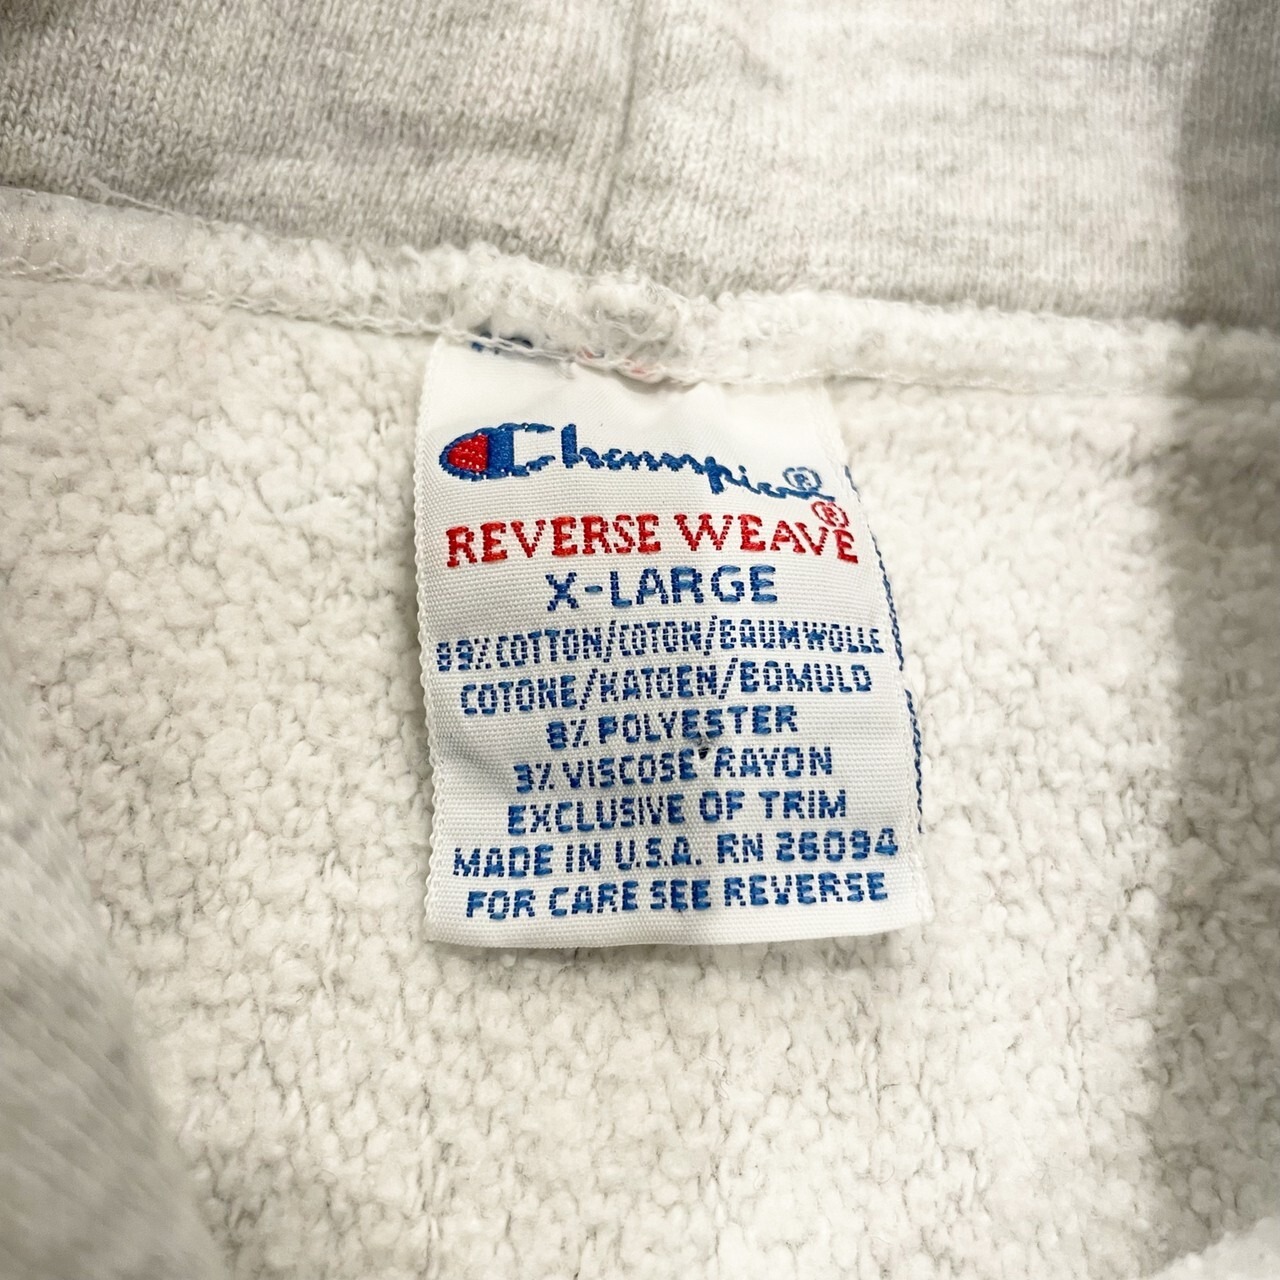 Champion®
REVERSE WEAVE®
X-LARGE
89% COTTON/COTON/BAUMWOLLE
COTONE/KATOEN/BOMULD
8% POLYESTER
3% VISCOSE RAYON
EXCLUSIVE OF TRIM
MADE IN U.S.A. RN 26094
FOR CARE SEE REVERSE